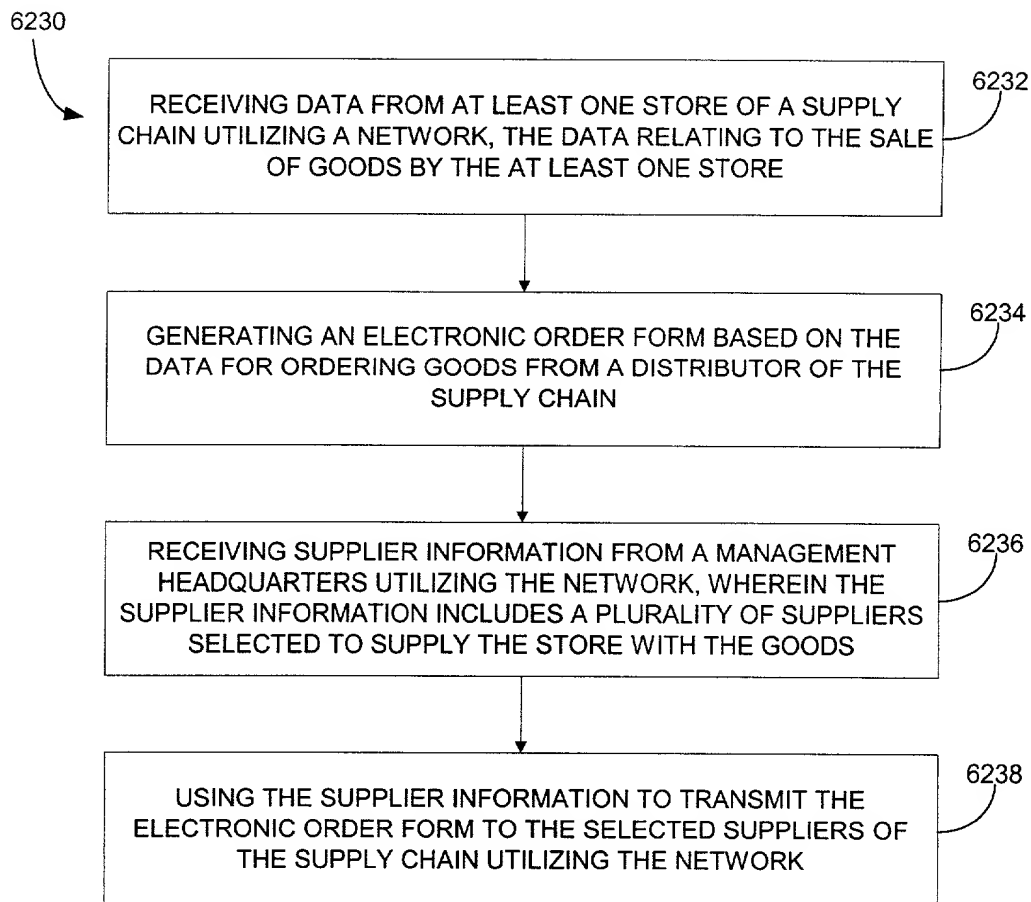 6230
RECEIVING DATA FROM AT LEAST ONE STORE OF A SUPPLY
CHAIN UTILIZING A NETWORK, THE DATA RELATING TO THE SALE
OF GOODS BY THE AT LEAST ONE STORE
6232
GENERATING AN ELECTRONIC ORDER FORM BASED ON THE
DATA FOR ORDERING GOODS FROM A DISTRIBUTOR OF THE
SUPPLY CHAIN
6234
RECEIVING SUPPLIER INFORMATION FROM A MANAGEMENT
HEADQUARTERS UTILIZING THE NETWORK, WHEREIN THE
SUPPLIER INFORMATION INCLUDES A PLURALITY OF SUPPLIERS
SELECTED TO SUPPLY THE STORE WITH THE GOODS
6236
USING THE SUPPLIER INFORMATION TO TRANSMIT THE
ELECTRONIC ORDER FORM TO THE SELECTED SUPPLIERS OF
THE SUPPLY CHAIN UTILIZING THE NETWORK
6238